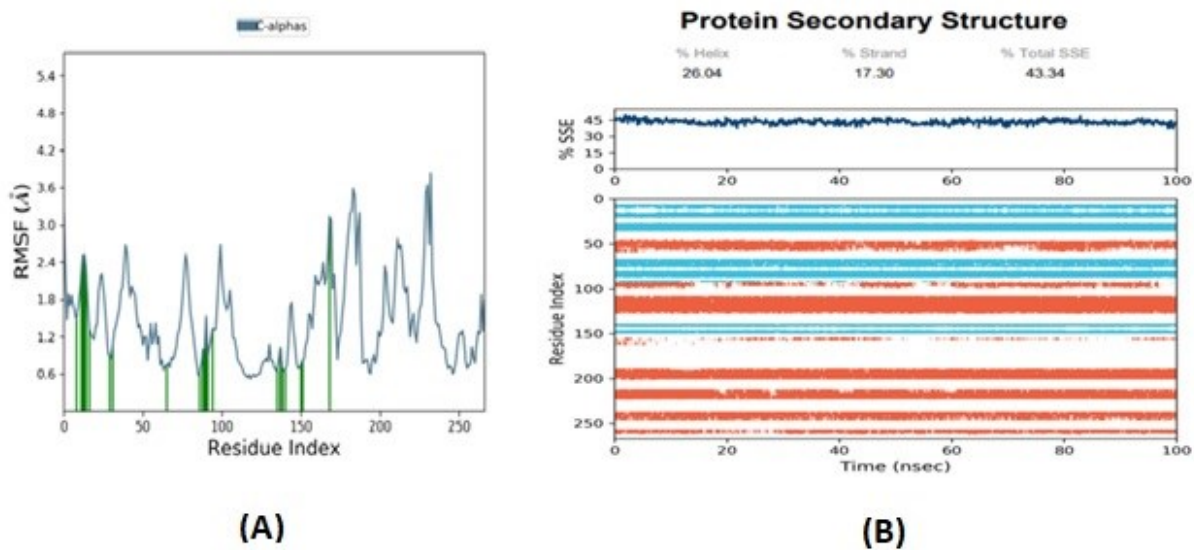 C-alphas
5.4
4.8
4.2
3.6
3.0
2.4
1.8
1.2
0.6
RMSF (Å)
0 50 100 150 200 250
Residue Index
(A)
Protein Secondary Structure
% Helix % Strand % Total SSE
26.04 17.30 43.34
% SSE
45
30
15
0
0 20 40 60 80 100
Residue Index
0
50
100
150
200
250
0 20 40 60 80 100
Time (nsec)
(B)